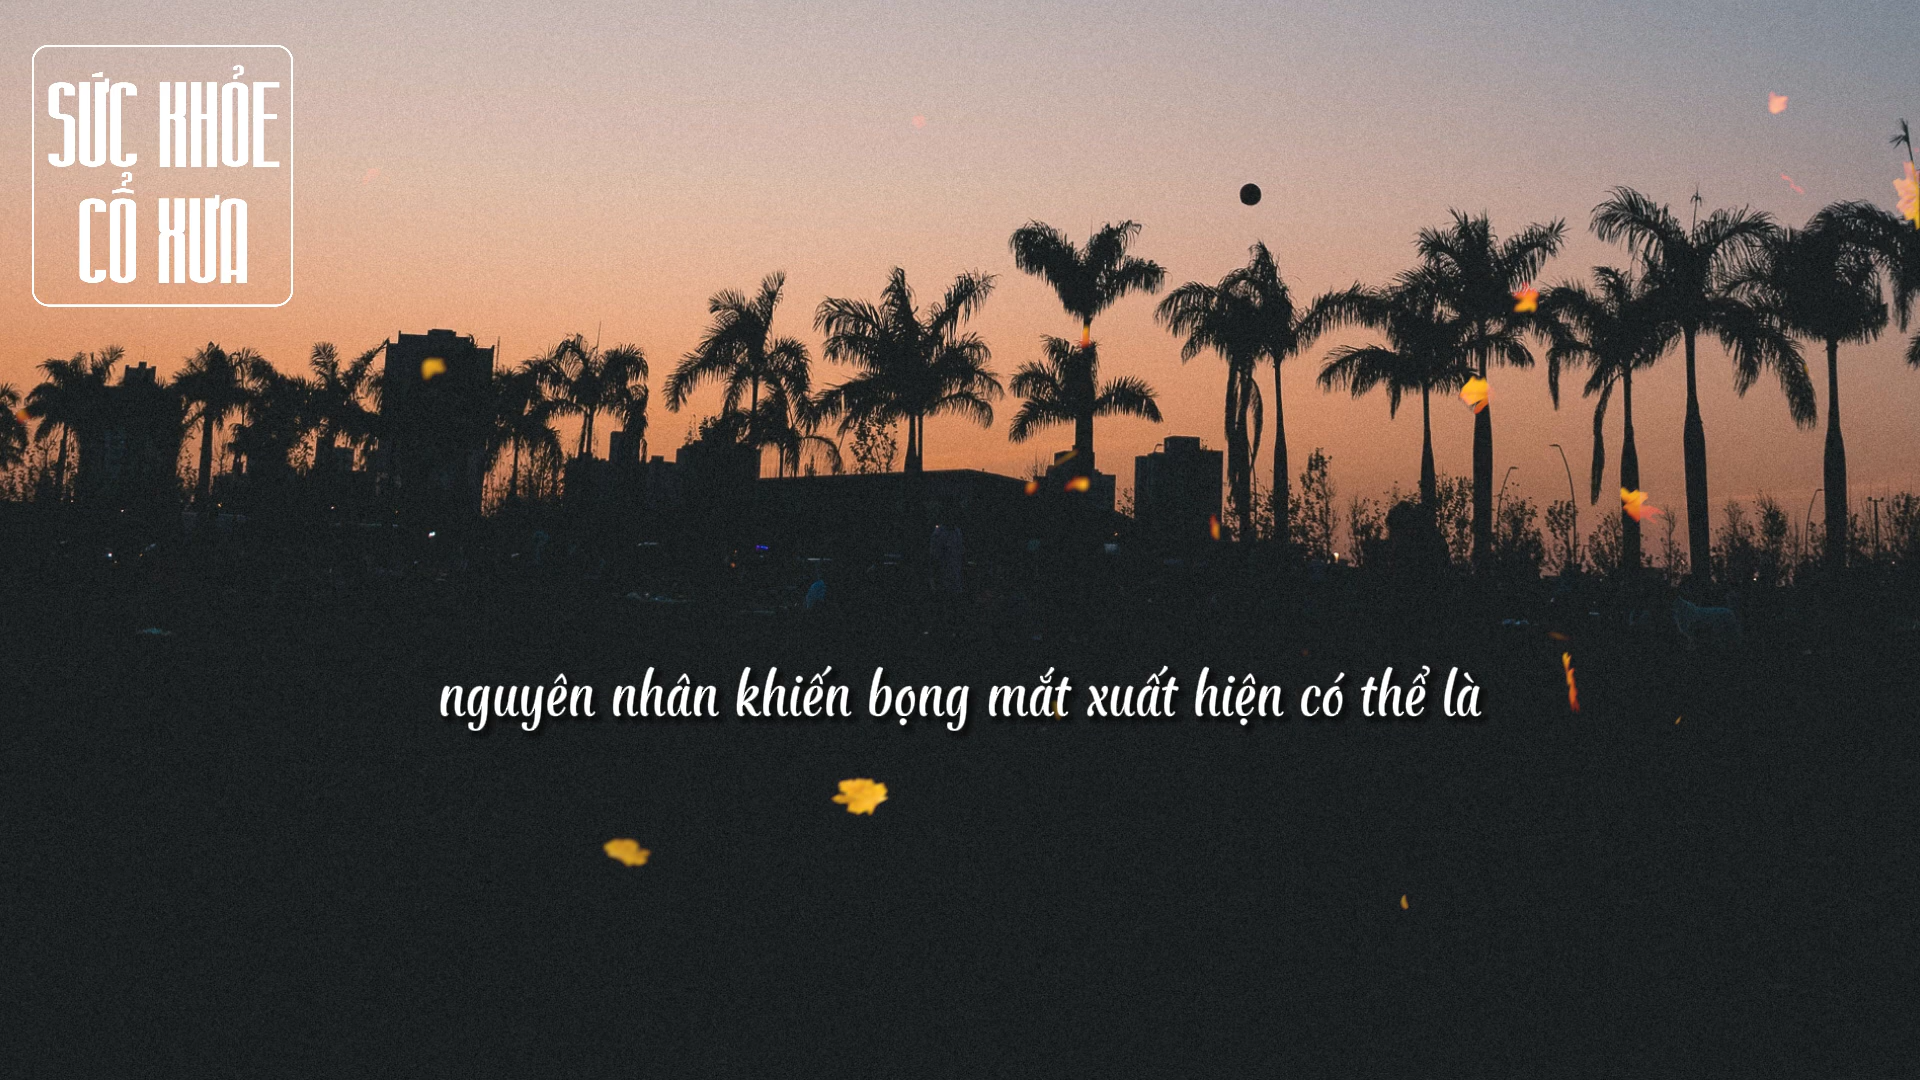 SỨC KHỎE
CỔ XƯA
nguyên nhân khiến bọng mắt xuất hiện có thể là